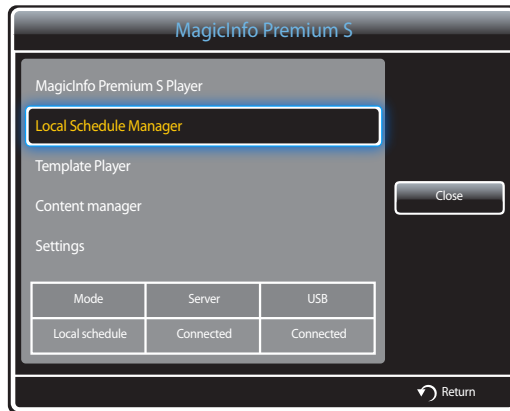 MagicInfo Premium S
MagicInfo Premium S Player
Local Schedule Manager
Template Player
Close
Content manager
Settings
Mode Server USB
Local schedule Connected Connected
Return